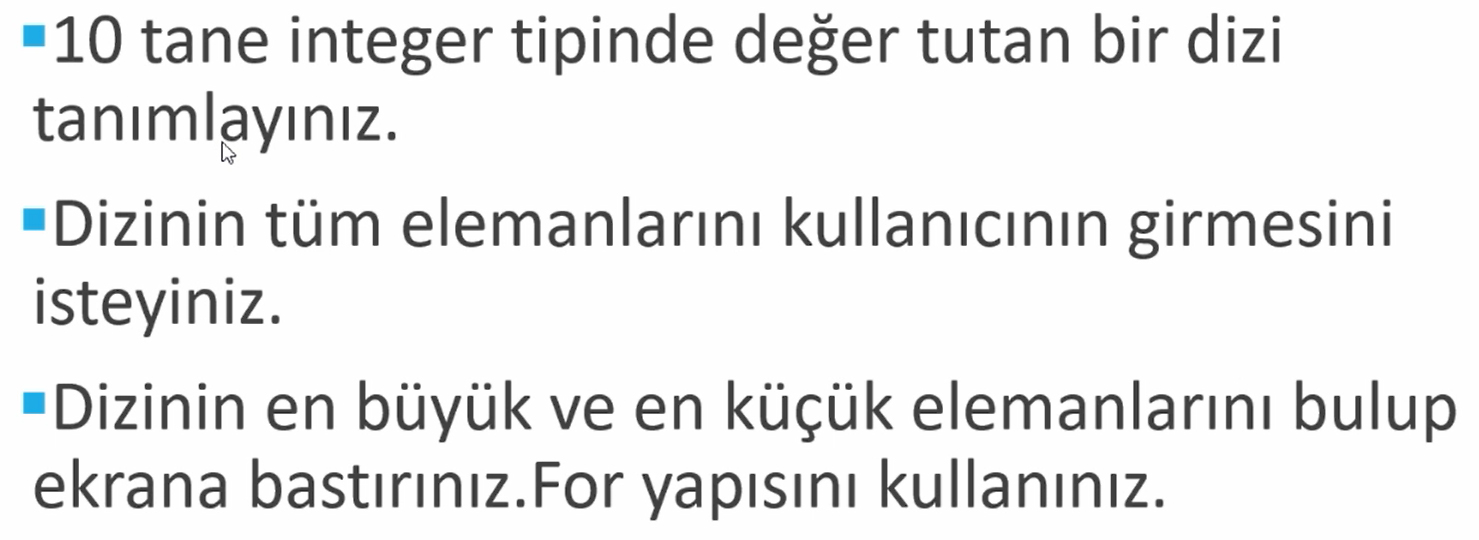 ▪10 tane integer tipinde değer tutan bir dizi
tanımlayınız.
▪Dizinin tüm elemanlarını kullanıcının girmesini
isteyiniz.
▪Dizinin en büyük ve en küçük elemanlarını bulup
ekrana bastırınız.For yapısını kullanınız.